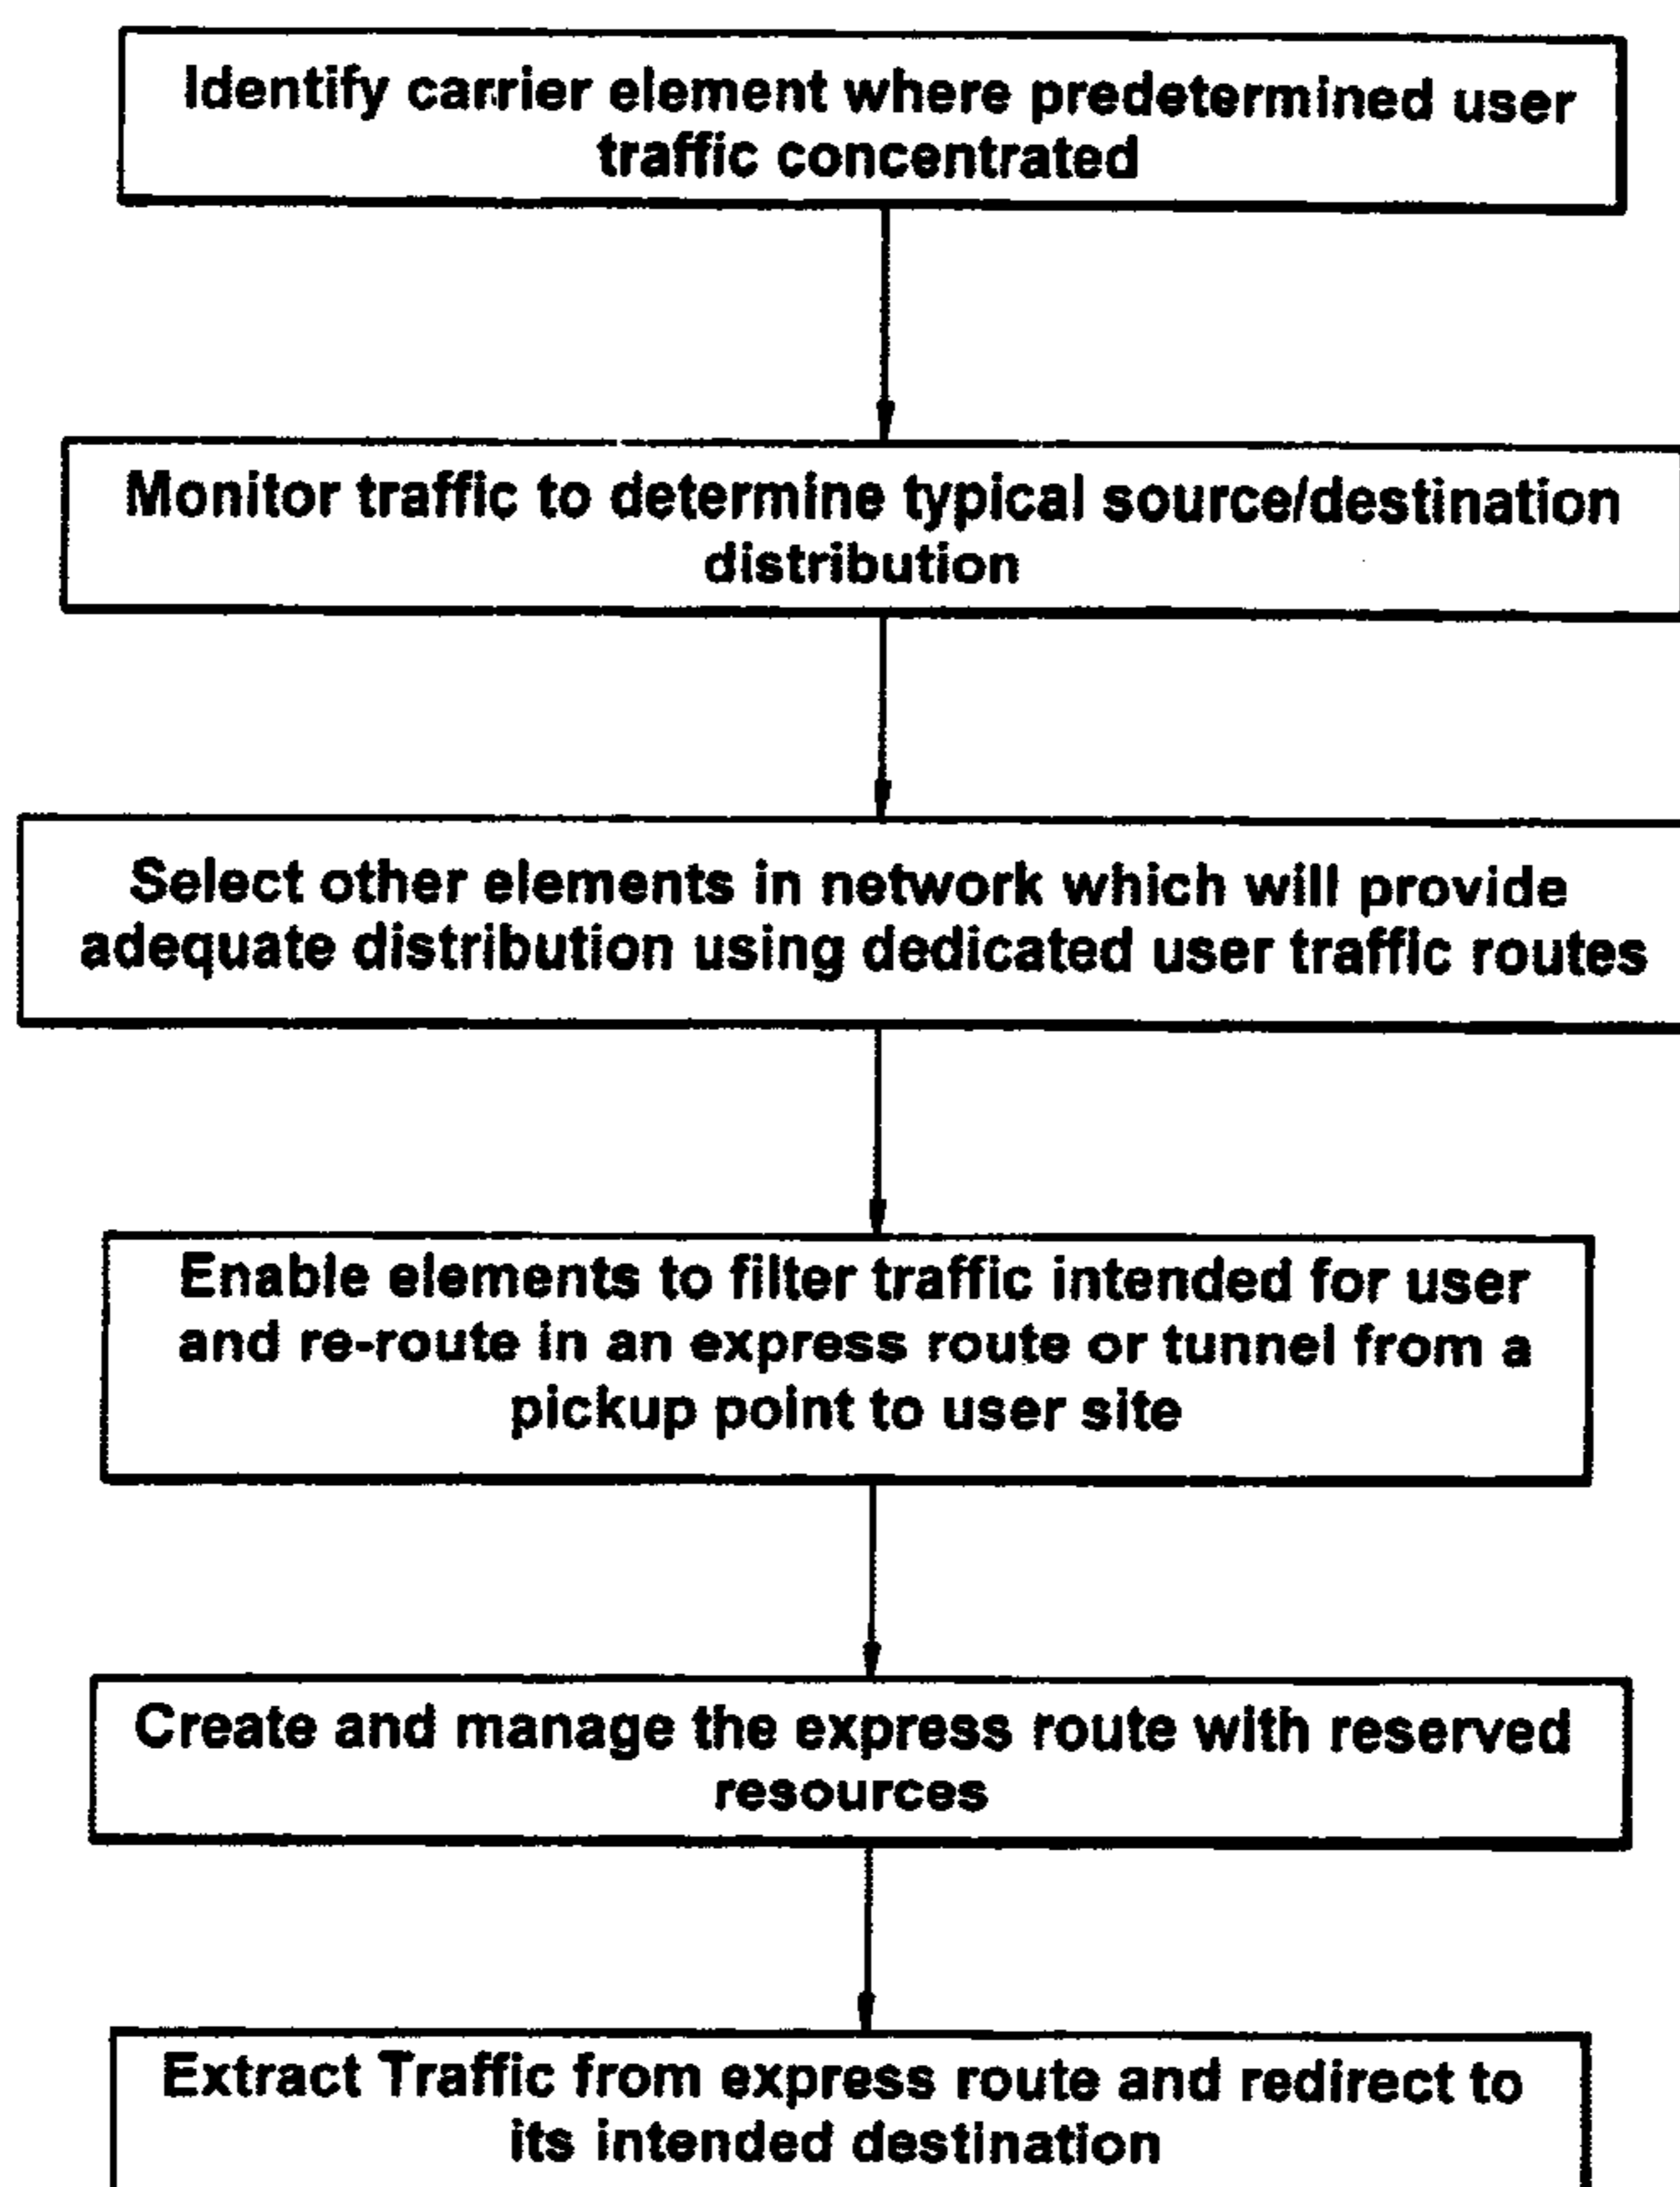 Identify carrier element where predetermined user
traffic concentrated
Monitor traffic to determine typical source/destination
distribution
Select other elements in network which will provide
adequate distribution using dedicated user traffic routes
Enable elements to filter traffic intended for user
and re-route in an express route or tunnel from a
pickup point to user site
Create and manage the express route with reserved
resources
Extract Traffic from express route and redirect to
its intended destination